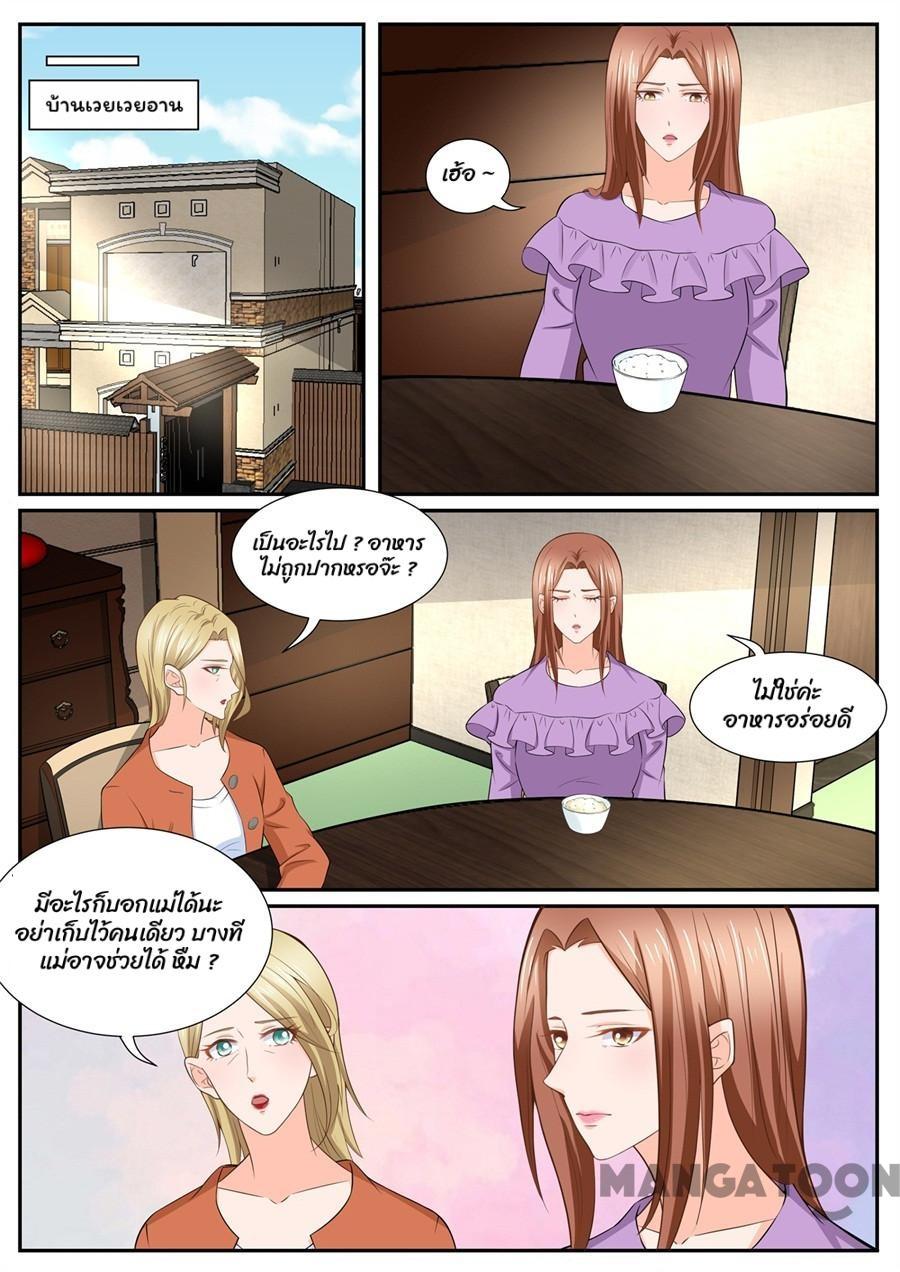 บ้านเวยเวยอาน
เฮ้อ ~
เป็นอะไรไป ? อาหาร
ไม่ถูกปากหรอจ๊ะ ?
ไม่ใช่ค่ะ
อาหารอร่อยดี
มีอะไรก็บอกแม่ได้นะ
อย่าเก็บไว้คนเดียว บางที
แม่อาจช่วยได้ หืม ?
MANGATOON